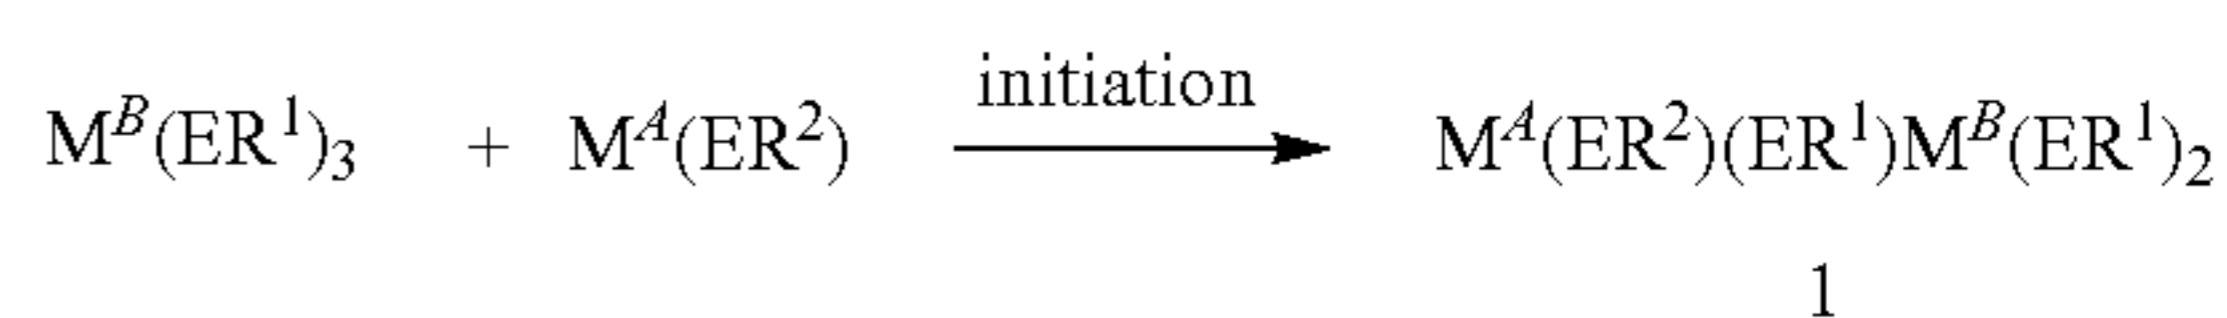 initiation
M^B(ER^1)_3 + M^A(ER^2) ⟶ M^A(ER^2)(ER^1)M^B(ER^1)_2
1